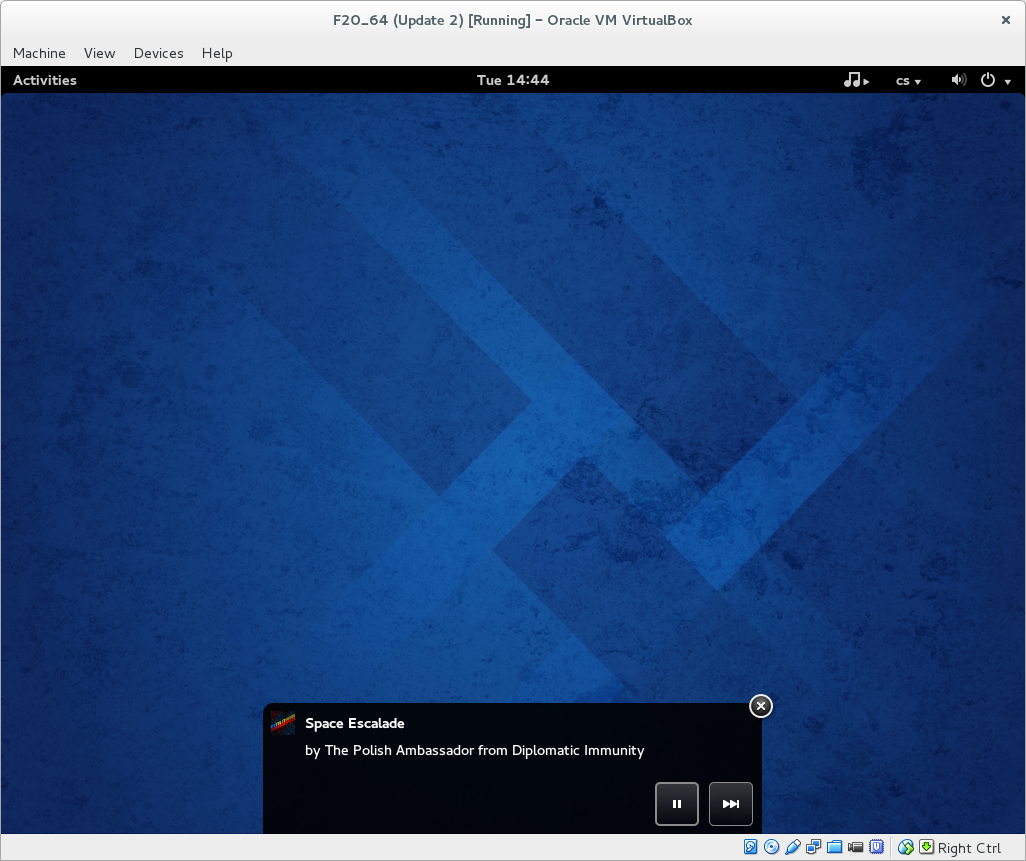 F20_64 (Update 2) [Running] – Oracle VM VirtualBox
Machine View Devices Help
Activities Tue 14:44 cs
Space Escalade
by The Polish Ambassador from Diplomatic Immunity
Right Ctrl